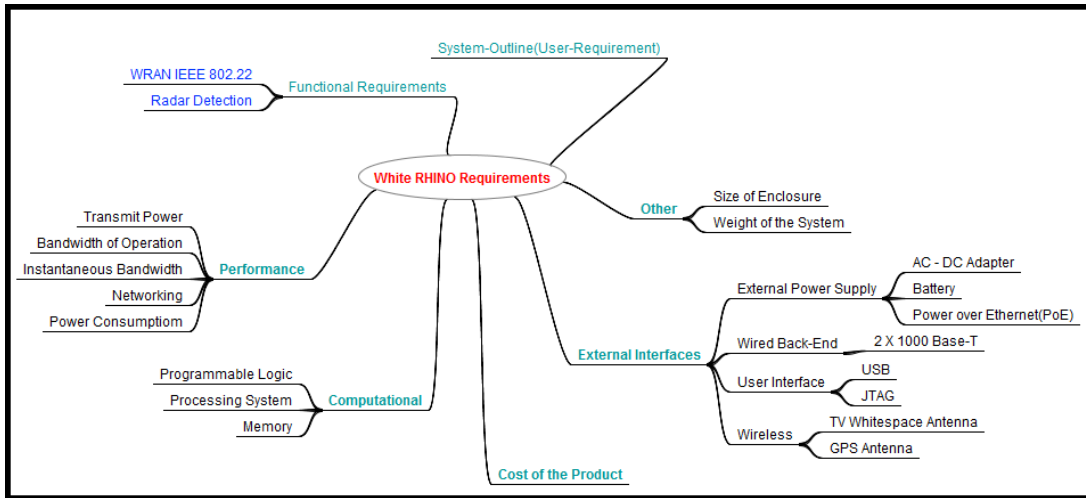 System-Outline(User-Requirement)
WRAN IEEE 802.22
Radar Detection
Functional Requirements
White RHINO Requirements
Other
Size of Enclosure
Weight of the System
Transmit Power
Bandwidth of Operation
Instantaneous Bandwidth
Networking
Power Consumptiom
Performance
External Interfaces
External Power Supply
AC - DC Adapter
Battery
Power over Ethernet(PoE)
Wired Back-End
2 X 1000 Base-T
User Interface
USB
JTAG
Wireless
TV Whitespace Antenna
GPS Antenna
Programmable Logic
Processing System
Memory
Computational
Cost of the Product